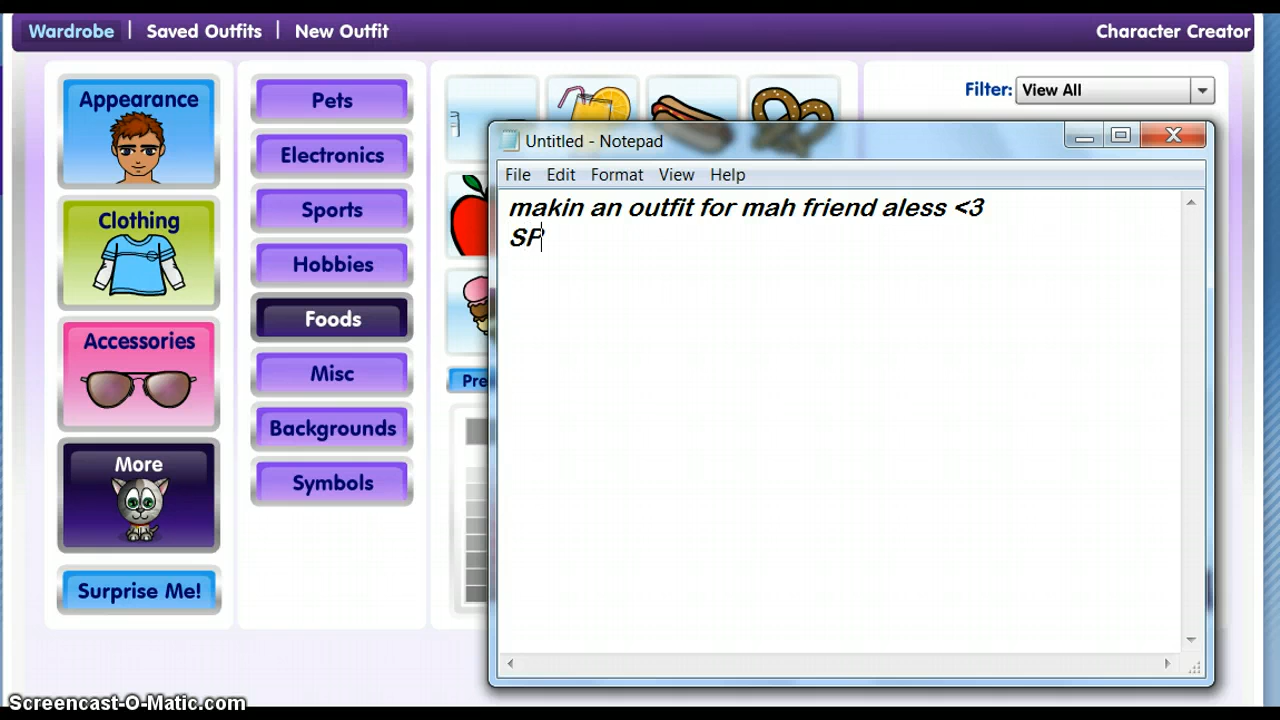 Wardrobe | Saved Outfits | New Outfit
Character Creator
Appearance
Clothing
Accessories
More
Surprise Me!
Pets
Electronics
Sports
Hobbies
Foods
Misc
Backgrounds
Symbols
Pre
Filter: View All
Untitled - Notepad
File Edit Format View Help
makin an outfit for mah friend aless <3
SP
Screencast-O-Matic.com